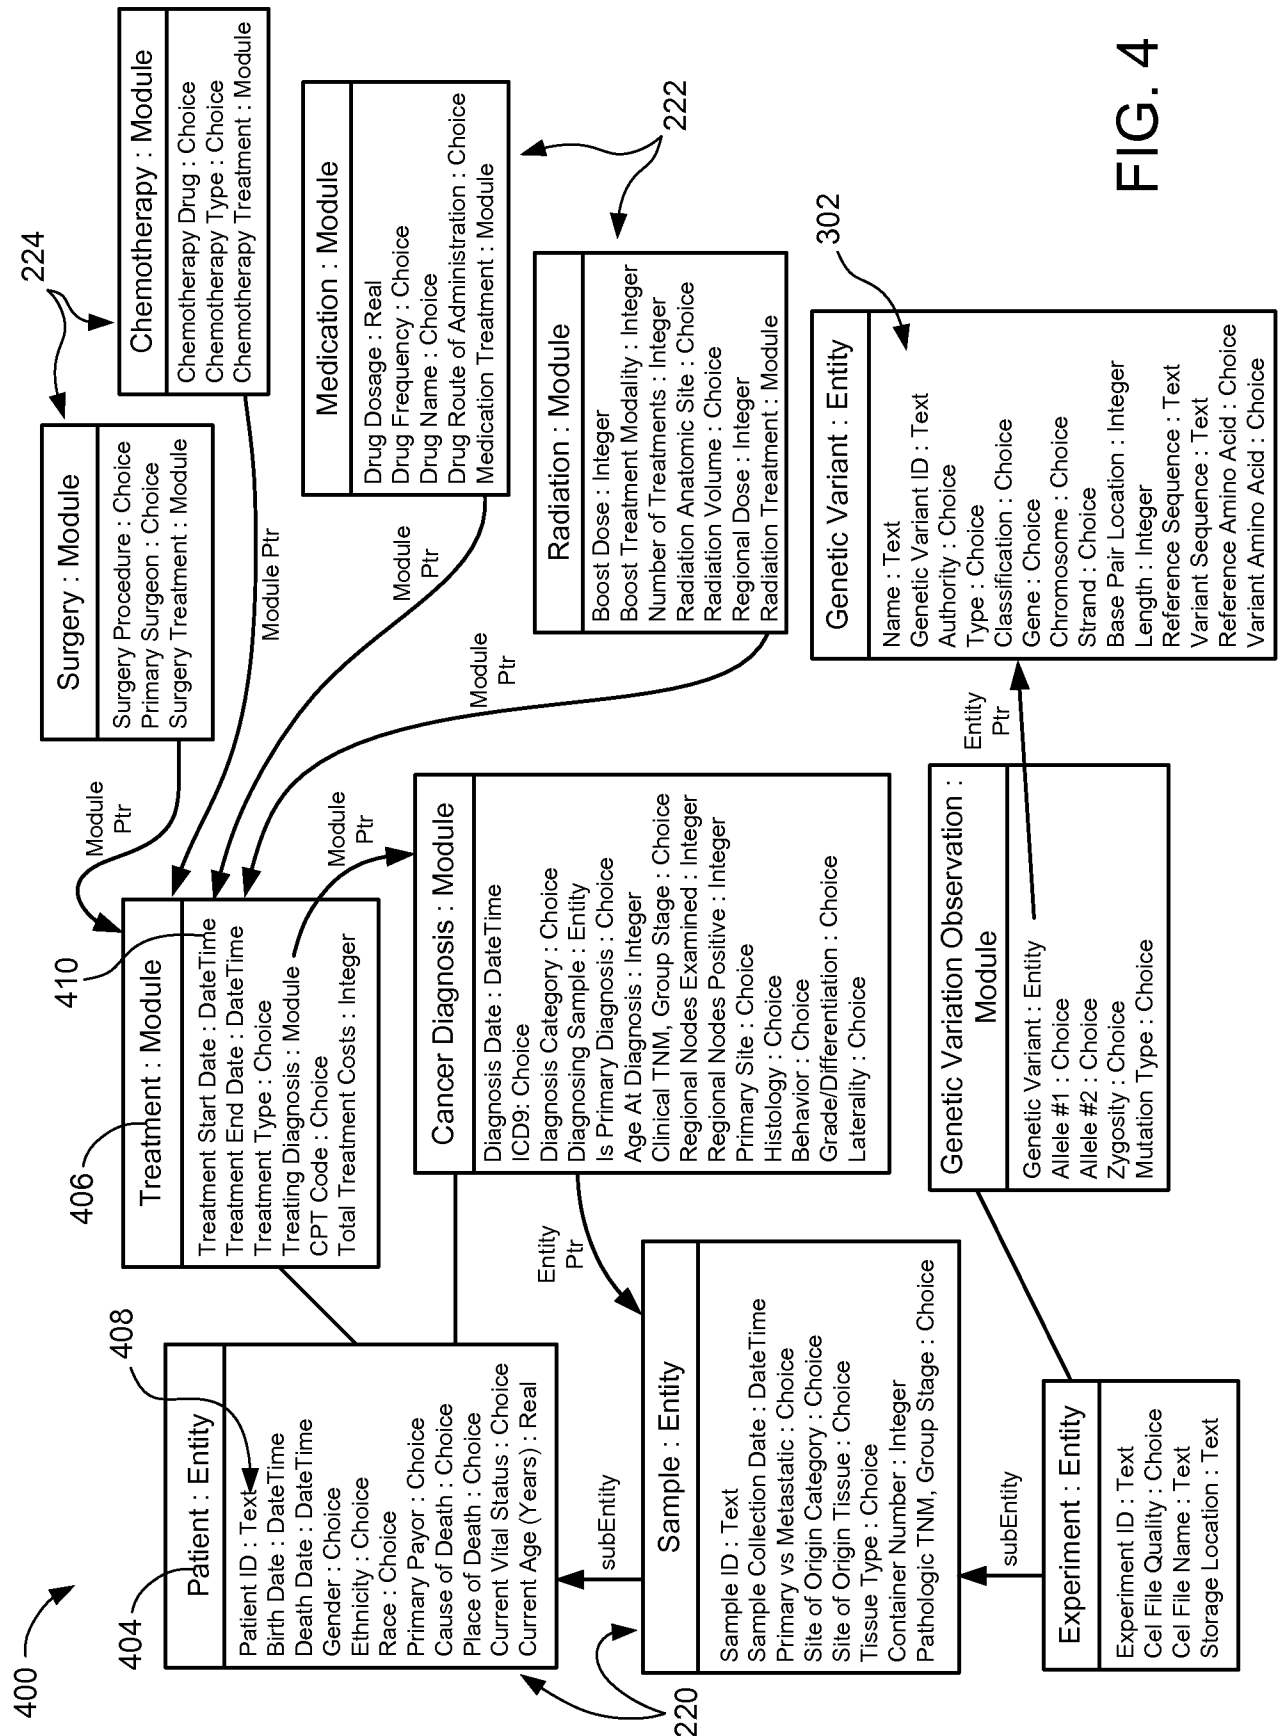 400
404
Patient : Entity
408
Patient ID : Text
Birth Date : DateTime
Death Date : DateTime
Gender : Choice
Ethnicity : Choice
Race : Choice
Primary Payor : Choice
Cause of Death : Choice
Place of Death : Choice
Current Vital Status : Choice
Current Age (Years) : Real
220
subEntity
Sample : Entity
Sample ID : Text
Sample Collection Date : DateTime
Primary vs Metastatic : Choice
Site of Origin Category : Choice
Site of Origin Tissue : Choice
Tissue Type : Choice
Container Number : Integer
Pathologic TNM, Group Stage : Choice
subEntity
Experiment : Entity
Experiment ID : Text
Cel File Quality : Choice
Cel File Name : Text
Storage Location : Text
406
410
Treatment : Module
Treatment Start Date : DateTime
Treatment End Date : DateTime
Treatment Type : Choice
Treating Diagnosis : Module
CPT Code : Choice
Total Treatment Costs : Integer
Module
Ptr
Cancer Diagnosis : Module
Diagnosis Date : DateTime
ICD9: Choice
Diagnosis Category : Choice
Diagnosing Sample : Entity
Is Primary Diagnosis : Choice
Age At Diagnosis : Integer
Clinical TNM, Group Stage : Choice
Regional Nodes Examined : Integer
Regional Nodes Positive : Integer
Primary Site : Choice
Histology : Choice
Behavior : Choice
Grade/Differentiation : Choice
Laterality : Choice
Entity
Ptr
Genetic Variation Observation :
Module
Genetic Variant : Entity
Allele #1 : Choice
Allele #2 : Choice
Zygosity : Choice
Mutation Type : Choice
Entity
Ptr
224
Surgery : Module
Surgery Procedure : Choice
Primary Surgeon : Choice
Surgery Treatment : Module
Module
Ptr
Chemotherapy : Module
Chemotherapy Drug : Choice
Chemotherapy Type : Choice
Chemotherapy Treatment : Module
Module Ptr
Medication : Module
Drug Dosage : Real
Drug Frequency : Choice
Drug Name : Choice
Drug Route of Administration : Choice
Medication Treatment : Module
Module
Ptr
222
Radiation : Module
Boost Dose : Integer
Boost Treatment Modality : Integer
Number of Treatments : Integer
Radiation Anatomic Site : Choice
Radiation Volume : Choice
Regional Dose : Integer
Radiation Treatment : Module
Module
Ptr
302
Genetic Variant : Entity
Name : Text
Genetic Variant ID : Text
Authority : Choice
Type : Choice
Classification : Choice
Gene : Choice
Chromosome : Choice
Strand : Choice
Base Pair Location : Integer
Length : Integer
Reference Sequence : Text
Variant Sequence : Text
Reference Amino Acid : Choice
Variant Amino Acid : Choice
FIG. 4